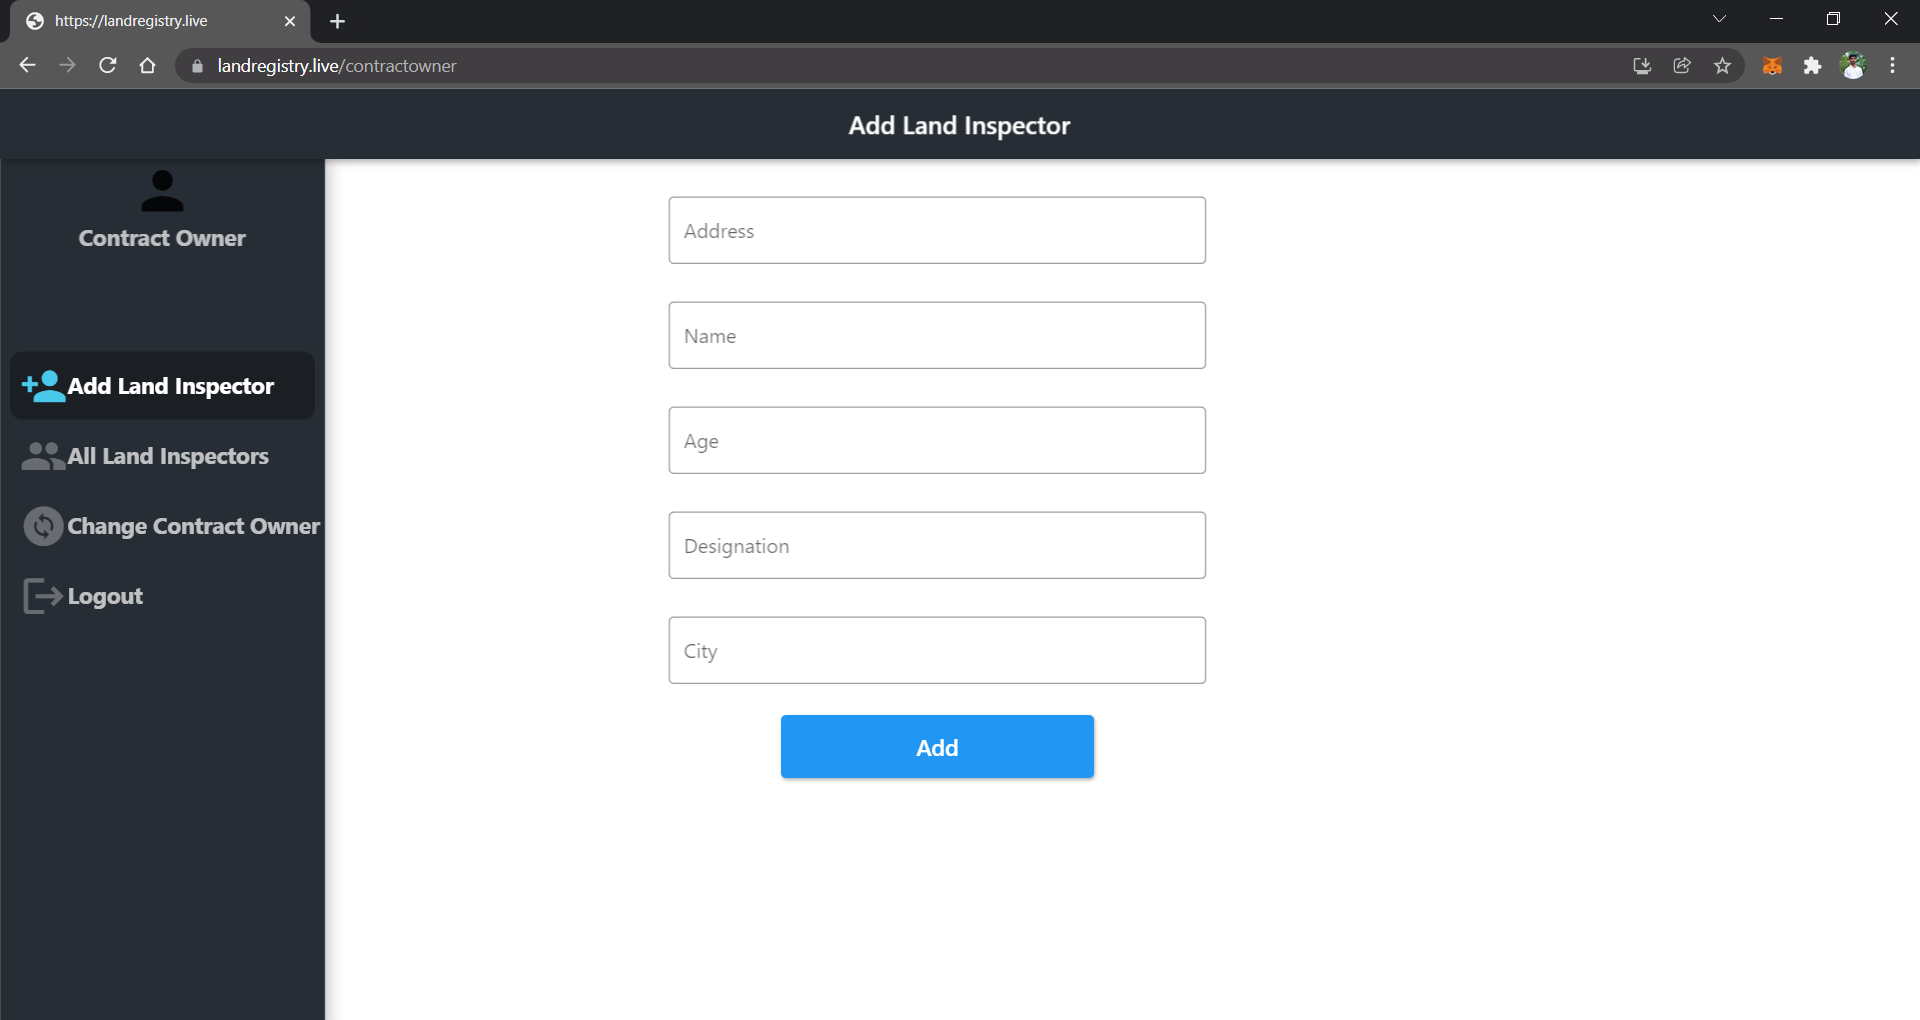 https://landregistry.live
landregistry.live/contractowner
Add Land Inspector
Contract Owner
Add Land Inspector
All Land Inspectors
Change Contract Owner
Logout
Address
Name
Age
Designation
City
Add